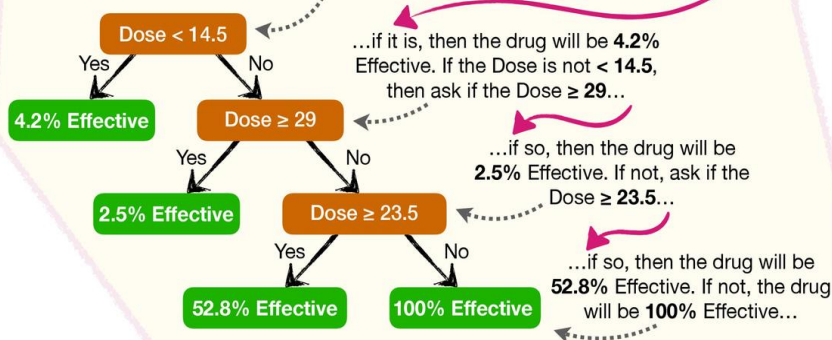 Dose < 14.5
Yes
No
4.2% Effective
Dose ≥ 29
Yes
No
2.5% Effective
Dose ≥ 23.5
Yes
No
52.8% Effective
100% Effective
…if it is, then the drug will be 4.2%
Effective. If the Dose is not < 14.5,
then ask if the Dose ≥ 29…
…if so, then the drug will be
2.5% Effective. If not, ask if the
Dose ≥ 23.5…
…if so, then the drug will be
52.8% Effective. If not, the drug
will be 100% Effective…